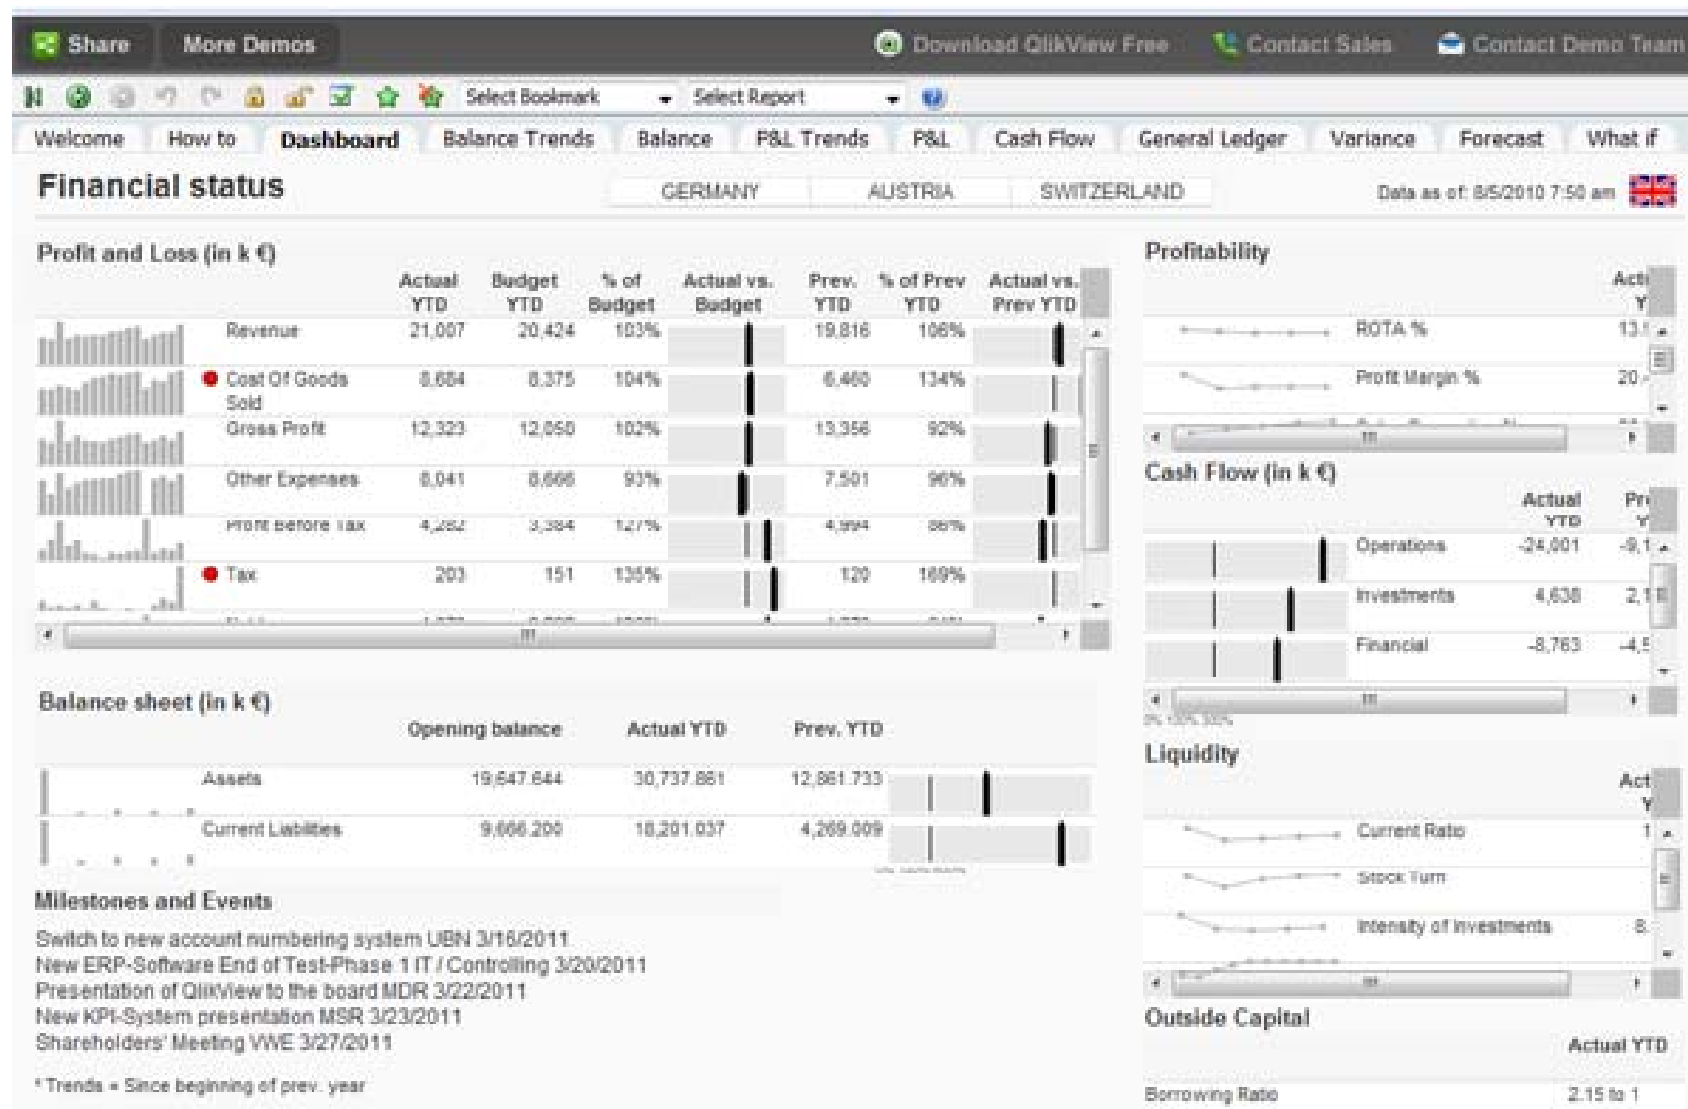 Share More Demos Download QlikView Free Contact Sales Contact Demo Team
Select Bookmark Select Report
Welcome How to Dashboard Balance Trends Balance P&L Trends P&L Cash Flow General Ledger Variance Forecast What if
Financial status GERMANY AUSTRIA SWITZERLAND Data as of: 8/5/2010 7:50 am
Profit and Loss (in k €)
Actual YTD Budget YTD % of Budget Actual vs. Budget Prev. YTD % of Prev YTD Actual vs. Prev YTD
Revenue 21,007 20,424 103% 19,816 106%
Cost Of Goods Sold 8,684 8,375 104% 6,460 134%
Gross Profit 12,323 12,050 102% 13,356 92%
Other Expenses 8,041 8,666 93% 7,501 96%
Profit Before Tax 4,282 3,384 127% 4,994 86%
Tax 203 151 135% 120 169%
Balance sheet (in k €)
Opening balance Actual YTD Prev. YTD
Assets 19,647.644 30,737.861 12,861.733
Current Liabilities 9,666.200 18,201.037 4,269.009
Milestones and Events
Switch to new account numbering system UBN 3/16/2011
New ERP-Software End of Test-Phase 1 IT / Controlling 3/20/2011
Presentation of QlikView to the board MDR 3/22/2011
New KPI-System presentation MSR 3/23/2011
Shareholders' Meeting VWE 3/27/2011
* Trends = Since beginning of prev. year
Profitability
ROTA %
Profit Margin %
Cash Flow (in k €)
Actual YTD
Operations -24,001
Investments 4,638
Financial -8,763
Liquidity
Current Ratio
Stock Turn
Intensity of Investments
Outside Capital
Actual YTD
Borrowing Ratio 2.15 to 1